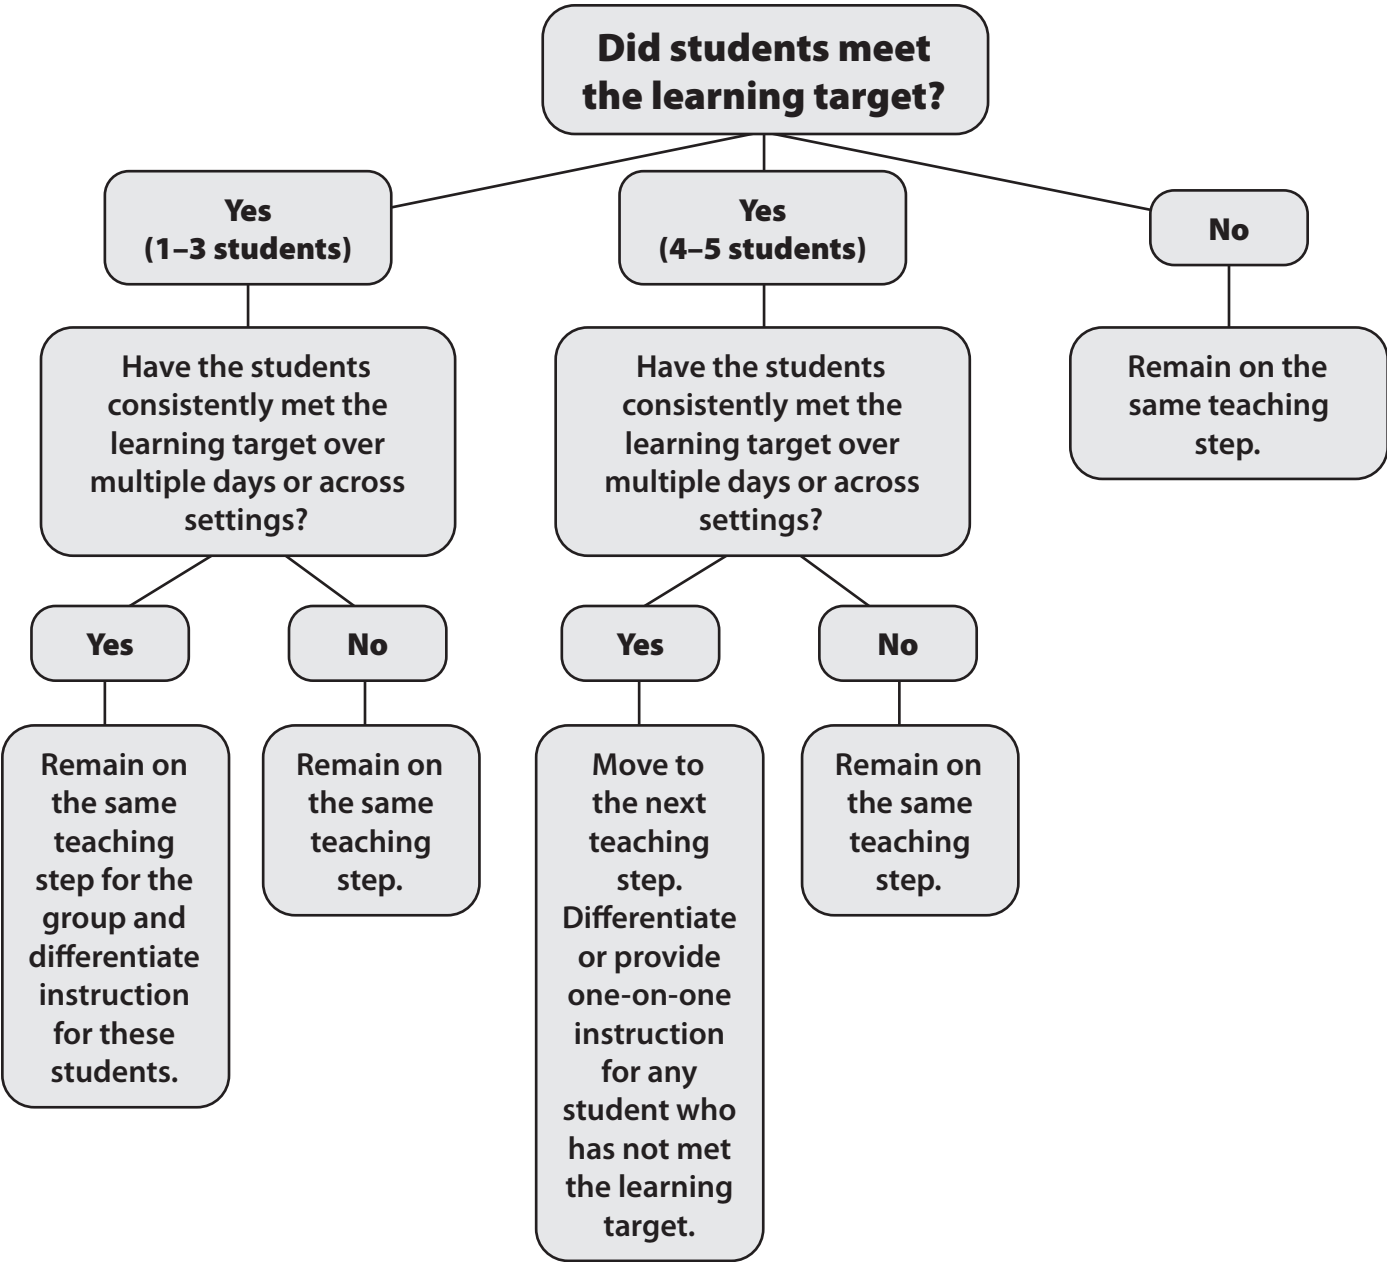 Did students meet
the learning target?
Yes
(1–3 students)
Yes
(4–5 students)
No
Have the students
consistently met the
learning target over
multiple days or across
settings?
Have the students
consistently met the
learning target over
multiple days or across
settings?
Remain on the
same teaching
step.
Yes
No
Yes
No
Remain on
the same
teaching
step for the
group and
differentiate
instruction
for these
students.
Remain on
the same
teaching
step.
Move to
the next
teaching
step.
Differentiate
or provide
one-on-one
instruction
for any
student who
has not met
the learning
target.
Remain on
the same
teaching
step.